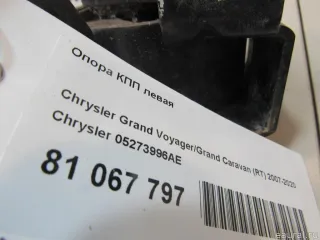 Опора КПП левая
Chrysler Grand Voyager/Grand Caravan (RT) 2007-2020
Chrysler 05273996AE
81 067 797